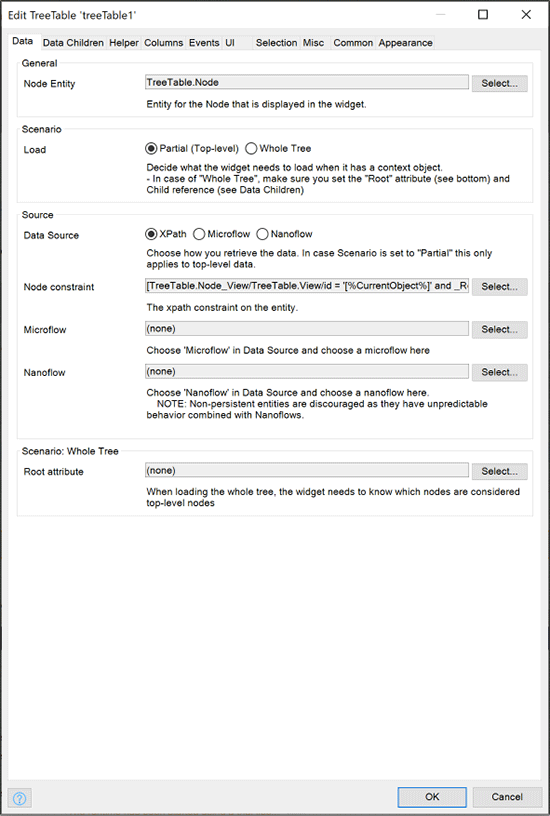 Edit TreeTable 'treeTable1'
Data Data Children Helper Columns Events UI Selection Misc Common Appearance
General
Node Entity TreeTable.Node Select...
Entity for the Node that is displayed in the widget.
Scenario
Load Partial (Top-level) Whole Tree
Decide what the widget needs to load when it has a context object.
- In case of "Whole Tree", make sure you set the "Root" attribute (see bottom) and
Child reference (see Data Children)
Source
Data Source XPath Microflow Nanoflow
Choose how you retrieve the data. In case Scenario is set to "Partial" this only
applies to top-level data.
Node constraint [TreeTable.Node_View/TreeTable.View/id = '[%CurrentObject%]' and _Re Select...
The xpath constraint on the entity.
Microflow (none) Select...
Choose 'Microflow' in Data Source and choose a microflow here
Nanoflow (none) Select...
Choose 'Nanoflow' in Data Source and choose a nanoflow here.
NOTE: Non-persistent entities are discouraged as they have unpredictable
behavior combined with Nanoflows.
Scenario: Whole Tree
Root attribute (none) Select...
When loading the whole tree, the widget needs to know which nodes are considered
top-level nodes
? OK Cancel